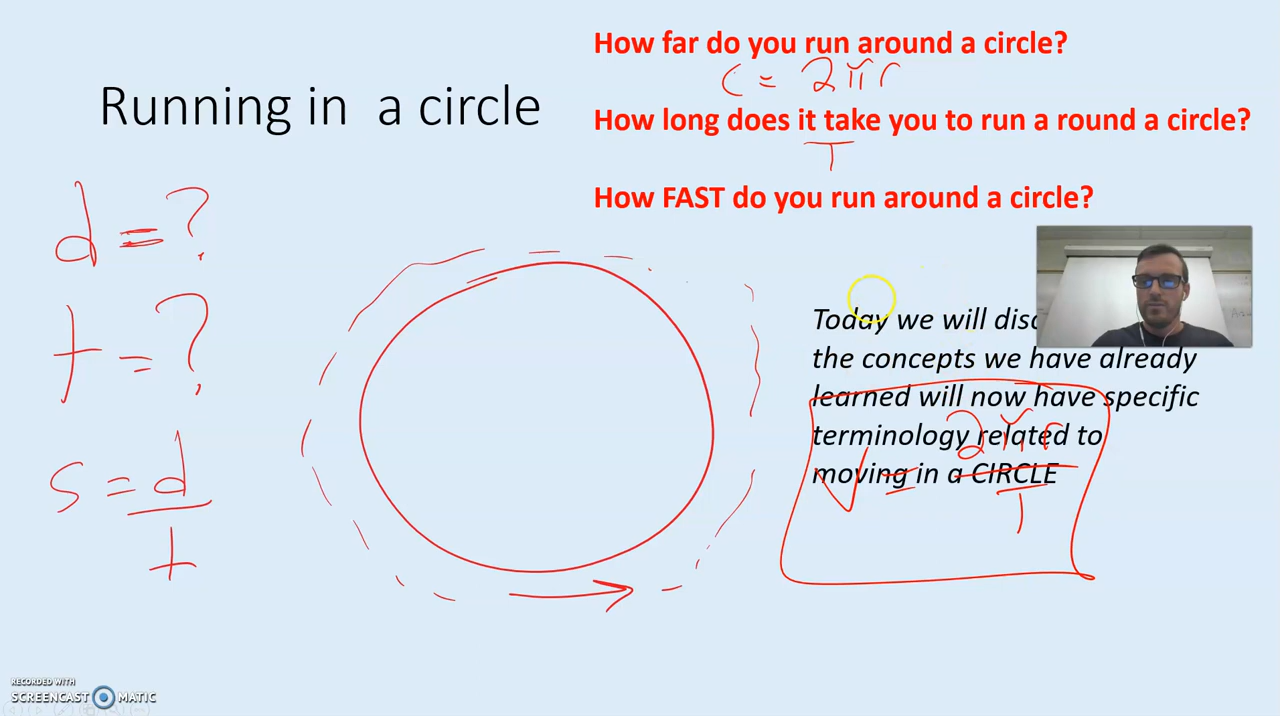 How far do you run around a circle?
C = 2πr
Running in a circle
How long does it take you to run a round a circle?
T
How FAST do you run around a circle?
d = ?
t = ?
s = d
t
Today we will
the concepts we have already
learned will now have specific
terminology related to
moving in a CIRCLE
V = 2πr
T
RECORDED WITH
SCREENCAST MATIC